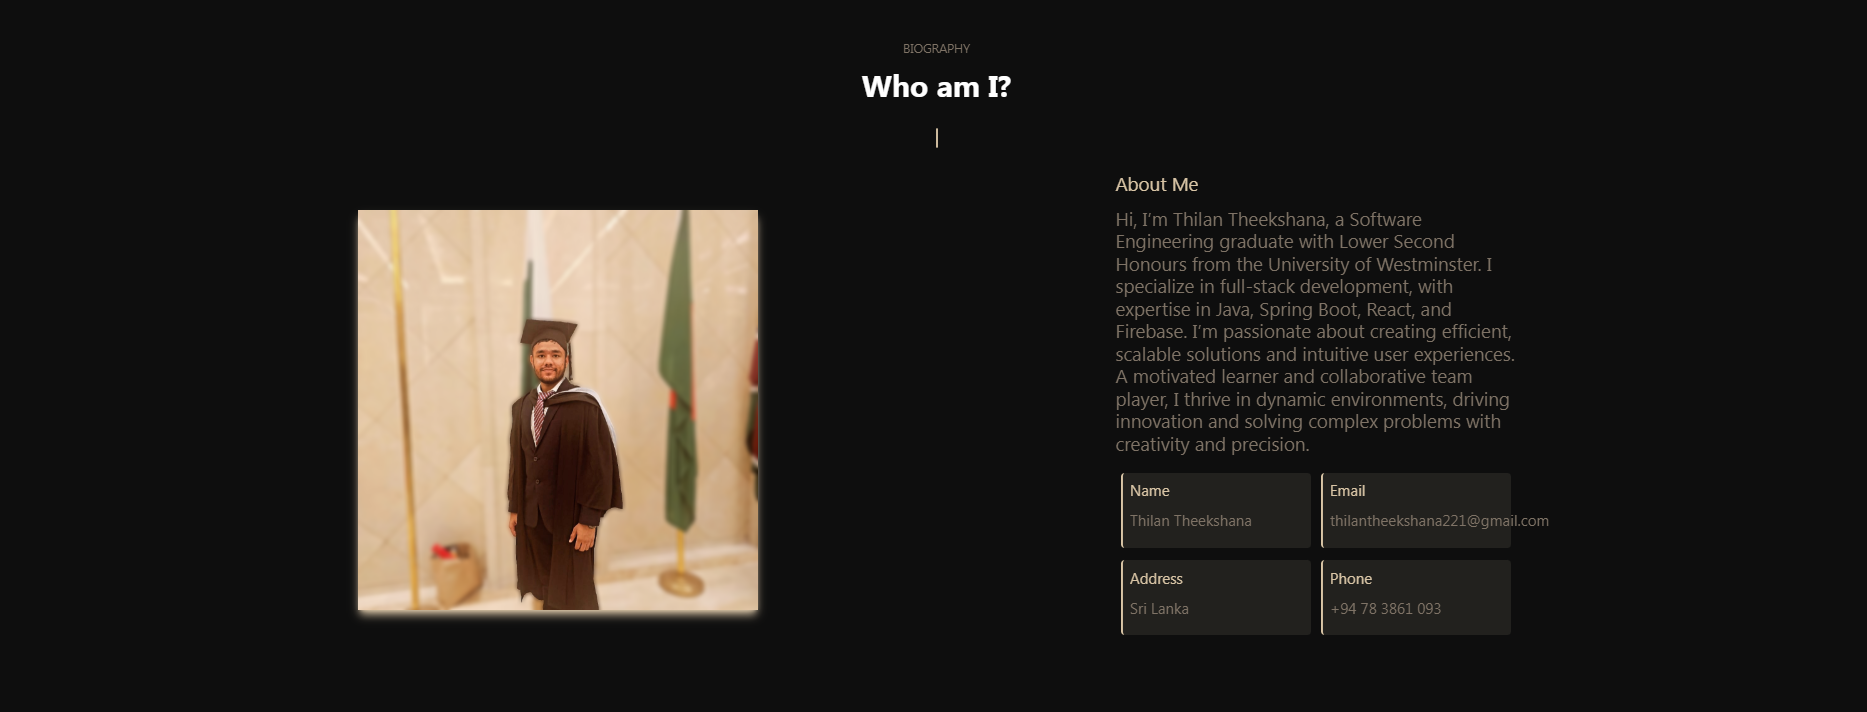 BIOGRAPHY
Who am I?
About Me
Hi, I'm Thilan Theekshana, a Software
Engineering graduate with Lower Second
Honours from the University of Westminster. I
specialize in full-stack development, with
expertise in Java, Spring Boot, React, and
Firebase. I'm passionate about creating efficient,
scalable solutions and intuitive user experiences.
A motivated learner and collaborative team
player, I thrive in dynamic environments, driving
innovation and solving complex problems with
creativity and precision.
Name
Thilan Theekshana
Email
thilantheekshana221@gmail.com
Address
Sri Lanka
Phone
+94 78 3861 093